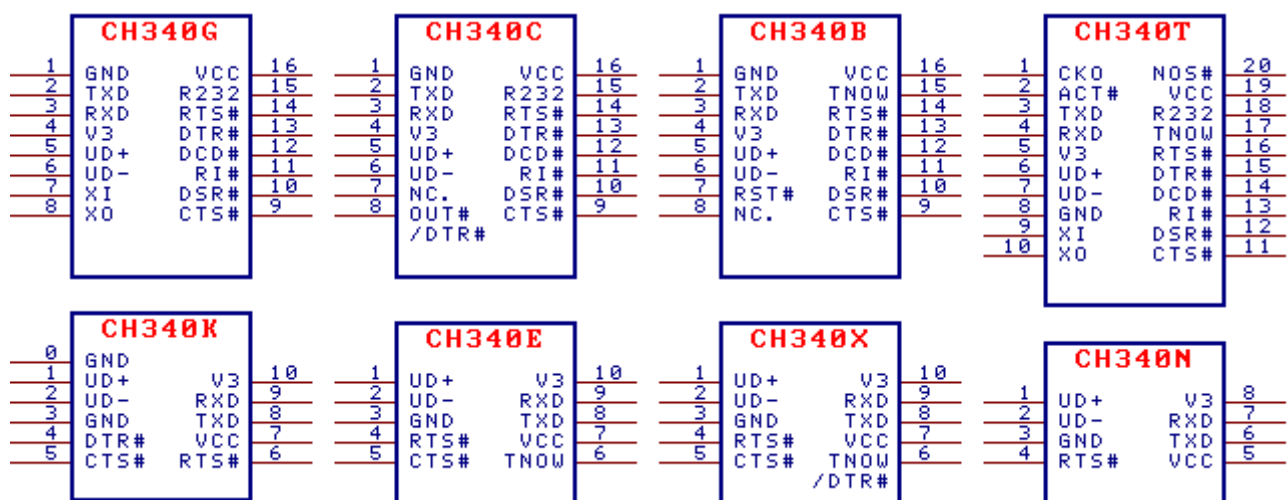 CH340G CH340C CH340B CH340T
1 GND VCC 16 1 GND VCC 16 1 GND VCC 16 1 CKO NOS# 20
2 TXD R232 15 2 TXD R232 15 2 TXD TNOW 15 2 ACT# VCC 19
3 RXD RTS# 14 3 RXD RTS# 14 3 RXD RTS# 14 3 TXD R232 18
4 V3 DTR# 13 4 V3 DTR# 13 4 V3 DTR# 13 4 RXD TNOW 17
5 UD+ DCD# 12 5 UD+ DCD# 12 5 UD+ DCD# 12 5 V3 RTS# 16
6 UD- RI# 11 6 UD- RI# 11 6 UD- RI# 11 6 UD+ DTR# 15
7 XI DSR# 10 7 NC. DSR# 10 7 RST# DSR# 10 7 UD- DCD# 14
8 XO CTS# 9 8 OUT# CTS# 9 8 NC. CTS# 9 8 GND RI# 13
/DTR# 9 XI DSR# 12
10 XO CTS# 11
CH340K CH340E CH340X CH340N
0 GND
1 UD+ V3 10 1 UD+ V3 10 1 UD+ V3 10 1 UD+ V3 8
2 UD- RXD 9 2 UD- RXD 9 2 UD- RXD 9 2 UD- RXD 7
3 GND TXD 8 3 GND TXD 8 3 GND TXD 8 3 GND TXD 6
4 DTR# VCC 7 4 RTS# VCC 7 4 RTS# VCC 7 4 RTS# VCC 5
5 CTS# RTS# 6 5 CTS# TNOW 6 5 CTS# TNOW 6
/DTR#